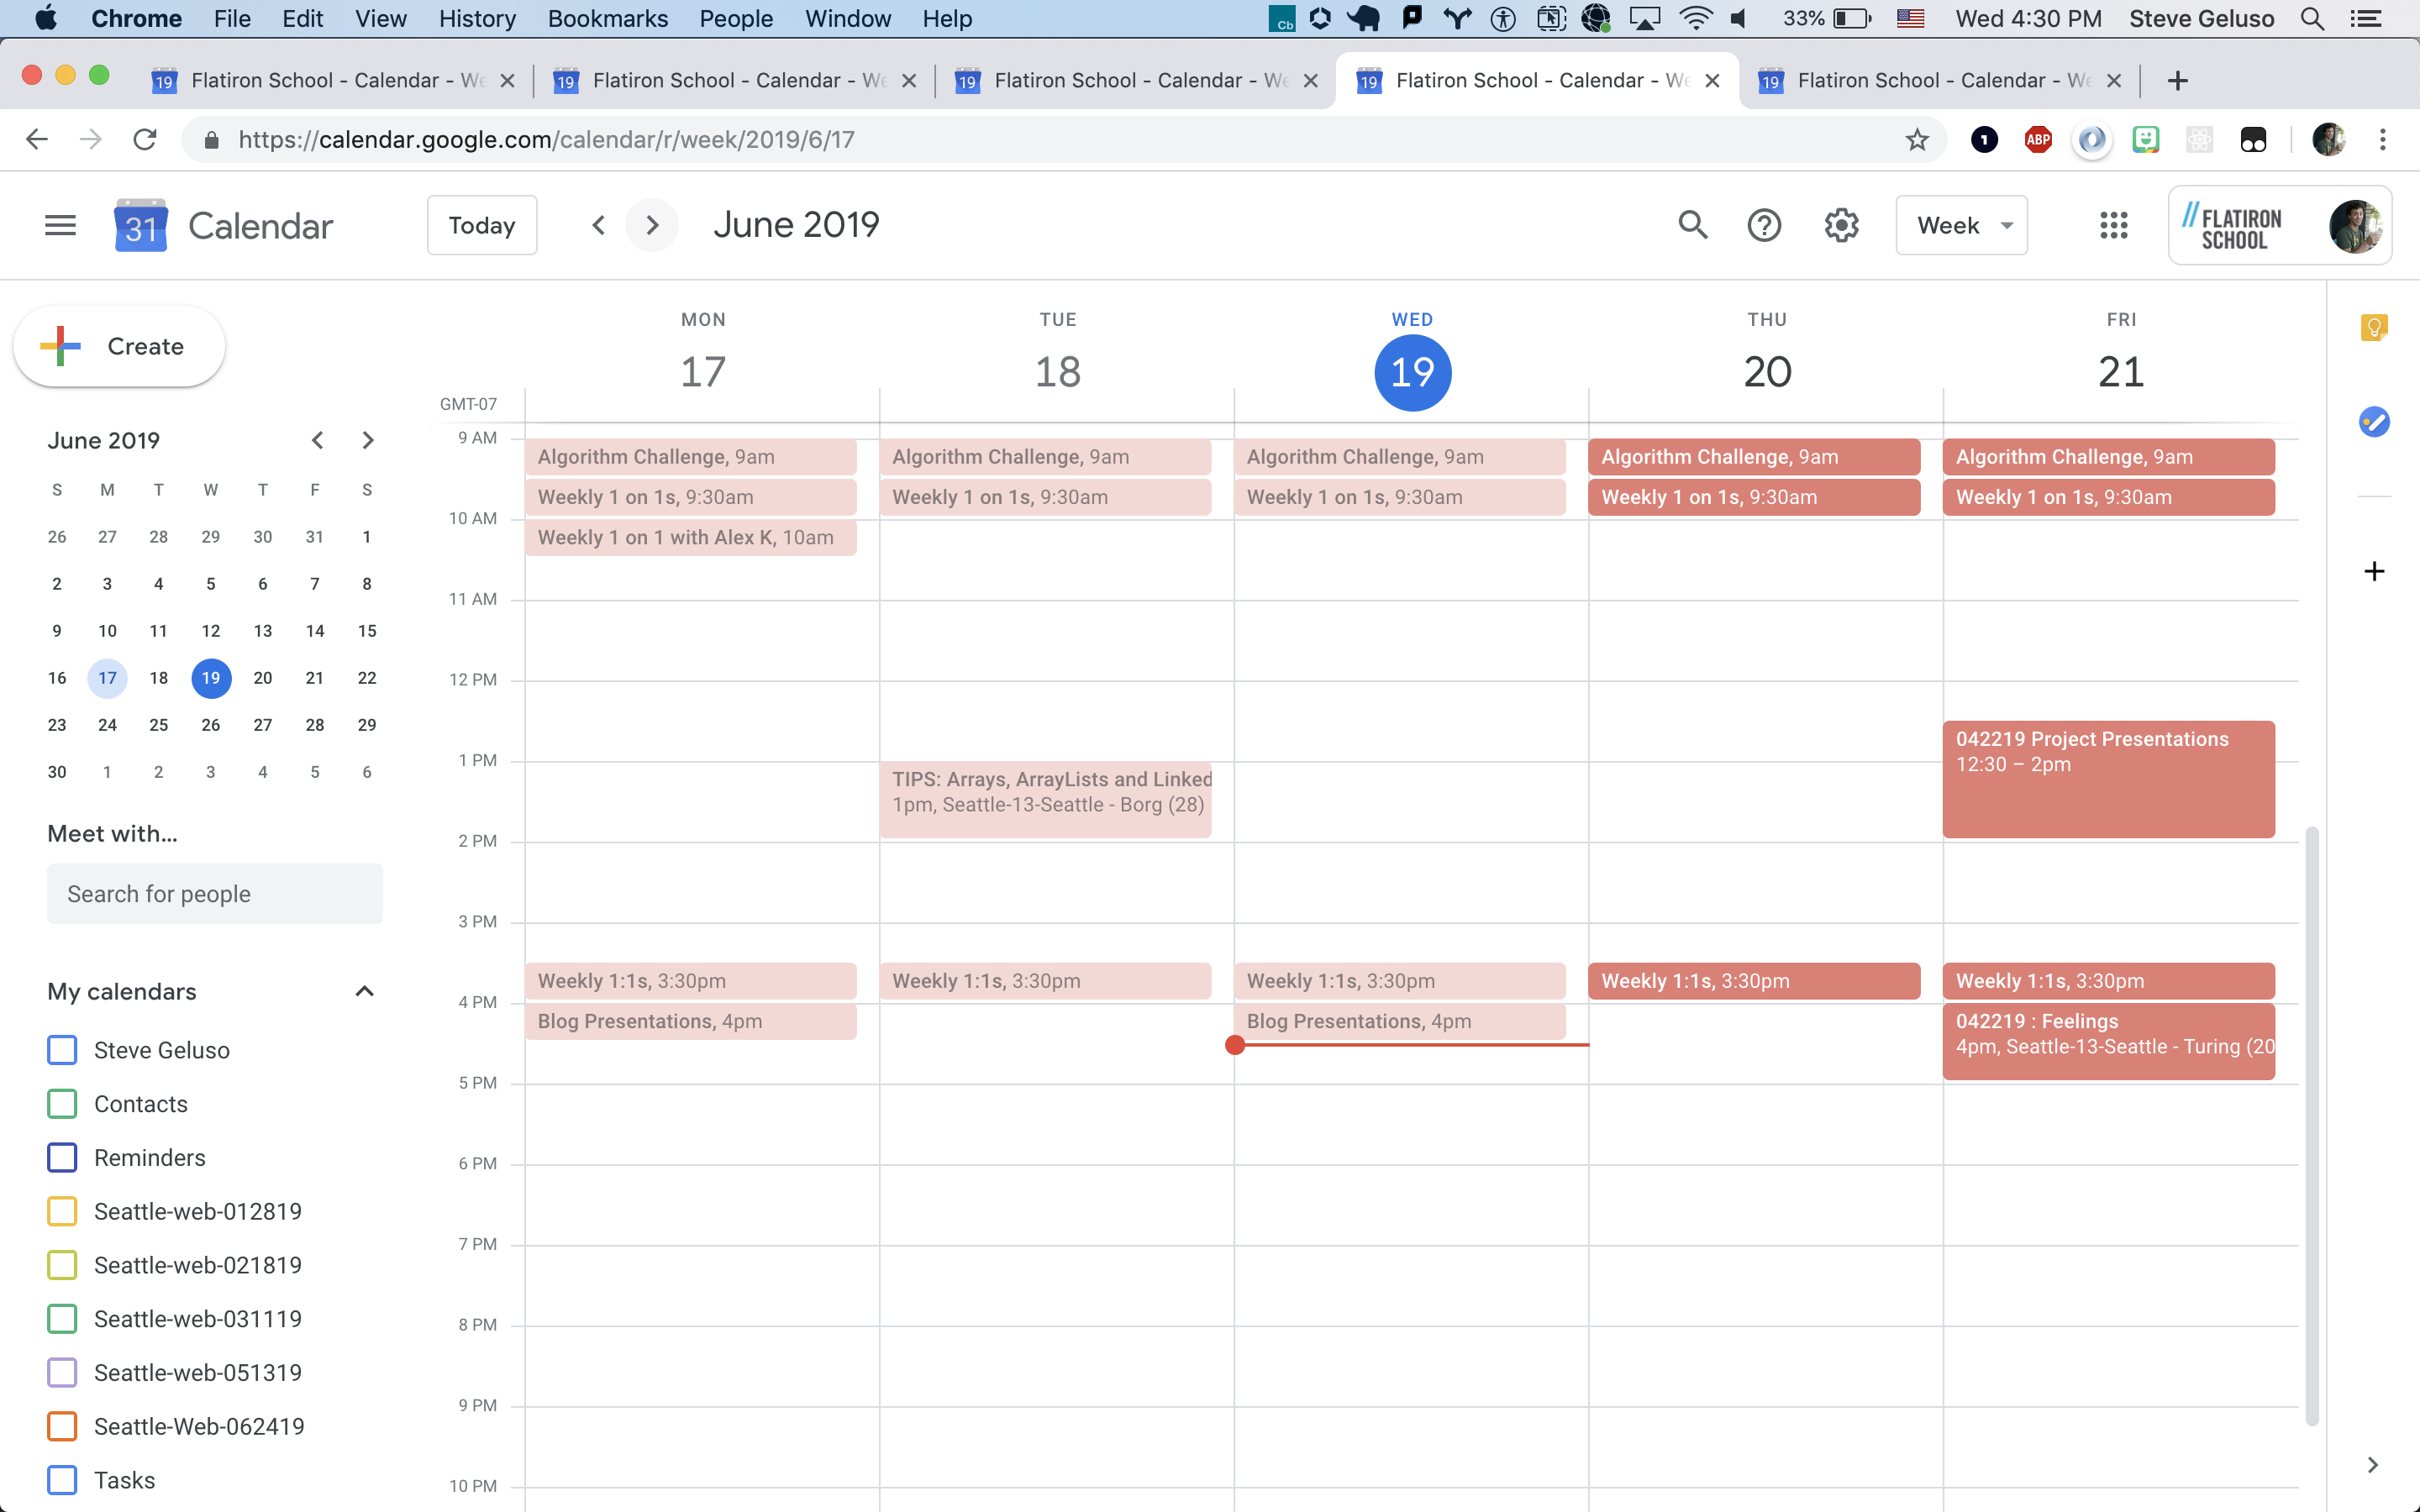 Chrome File Edit View History Bookmarks People Window Help Cb 33% Wed 4:30 PM Steve Geluso
19 Flatiron School - Calendar - We 19 Flatiron School - Calendar - We 19 Flatiron School - Calendar - We 19 Flatiron School - Calendar - We 19 Flatiron School - Calendar - We
https://calendar.google.com/calendar/r/week/2019/6/17 1 ABP
31 Calendar Today June 2019 Week // FLATIRON SCHOOL
Create
MON TUE WED THU FRI
17 18 19 20 21
GMT-07
June 2019
S M T W T F S
26 27 28 29 30 31 1
2 3 4 5 6 7 8
9 10 11 12 13 14 15
16 17 18 19 20 21 22
23 24 25 26 27 28 29
30 1 2 3 4 5 6
Meet with...
Search for people
My calendars
Steve Geluso
Contacts
Reminders
Seattle-web-012819
Seattle-web-021819
Seattle-web-031119
Seattle-web-051319
Seattle-Web-062419
Tasks
9 AM
Algorithm Challenge, 9am Algorithm Challenge, 9am Algorithm Challenge, 9am Algorithm Challenge, 9am Algorithm Challenge, 9am
Weekly 1 on 1s, 9:30am Weekly 1 on 1s, 9:30am Weekly 1 on 1s, 9:30am Weekly 1 on 1s, 9:30am Weekly 1 on 1s, 9:30am
10 AM
Weekly 1 on 1 with Alex K, 10am
11 AM
12 PM
042219 Project Presentations
12:30 – 2pm
1 PM
TIPS: Arrays, ArrayLists and Linked
1pm, Seattle-13-Seattle - Borg (28)
2 PM
3 PM
Weekly 1:1s, 3:30pm Weekly 1:1s, 3:30pm Weekly 1:1s, 3:30pm Weekly 1:1s, 3:30pm Weekly 1:1s, 3:30pm
4 PM
Blog Presentations, 4pm Blog Presentations, 4pm 042219 : Feelings
4pm, Seattle-13-Seattle - Turing (20
5 PM
6 PM
7 PM
8 PM
9 PM
10 PM